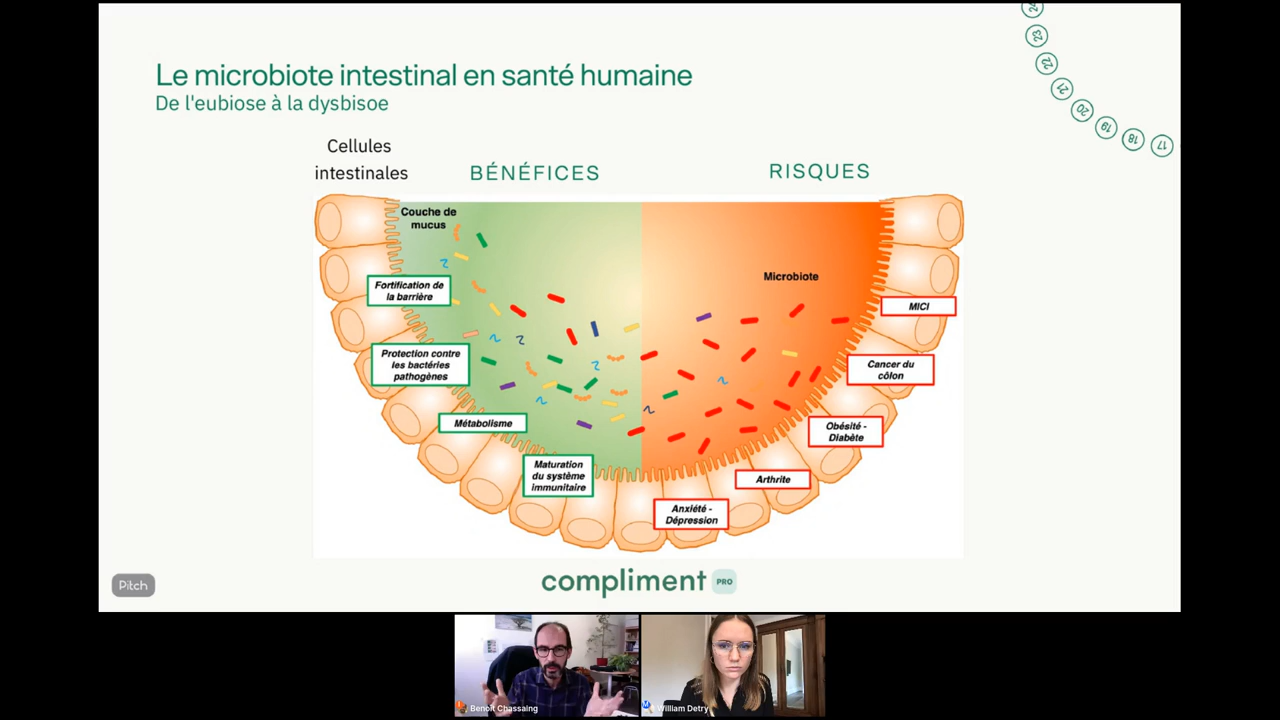 Le microbiote intestinal en santé humaine
De l'eubiose à la dysbisoe
24
23
22
21
20
19
18
17
Cellules
intestinales
BÉNÉFICES
RISQUES
Couche de
mucus
Microbiote
Fortification de
la barrière
MICI
Protection contre
les bactéries
pathogènes
Cancer du
côlon
Métabolisme
Obésité -
Diabète
Maturation
du système
immunitaire
Arthrite
Anxiété -
Dépression
Pitch
compliment PRO
Benoit Chassaing
William Detry